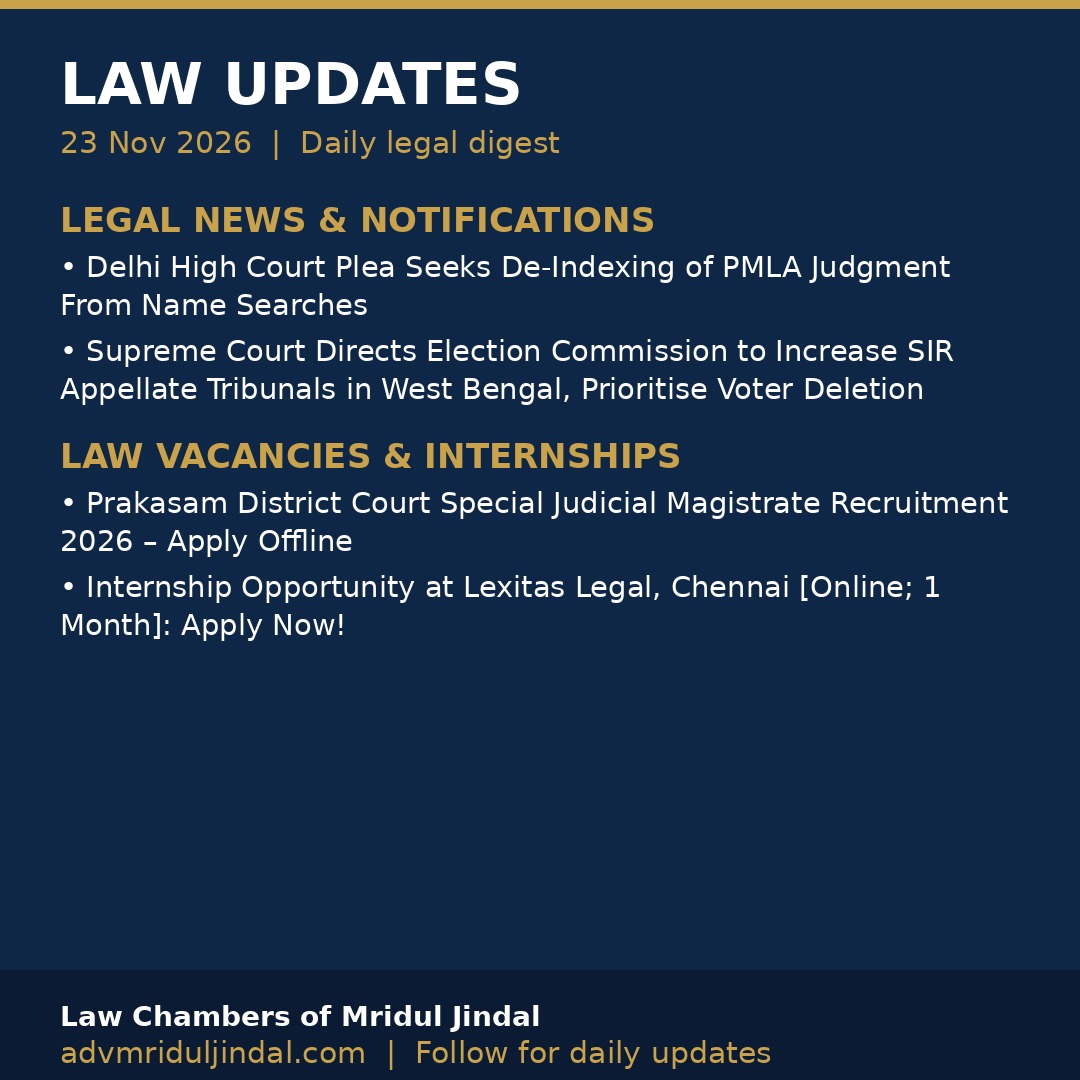 LAW UPDATES
23 Nov 2026 | Daily legal digest
LEGAL NEWS & NOTIFICATIONS
• Delhi High Court Plea Seeks De-Indexing of PMLA Judgment
From Name Searches
• Supreme Court Directs Election Commission to Increase SIR
Appellate Tribunals in West Bengal, Prioritise Voter Deletion
LAW VACANCIES & INTERNSHIPS
• Prakasam District Court Special Judicial Magistrate Recruitment
2026 – Apply Offline
• Internship Opportunity at Lexitas Legal, Chennai [Online; 1
Month]: Apply Now!
Law Chambers of Mridul Jindal
advmriduljindal.com | Follow for daily updates